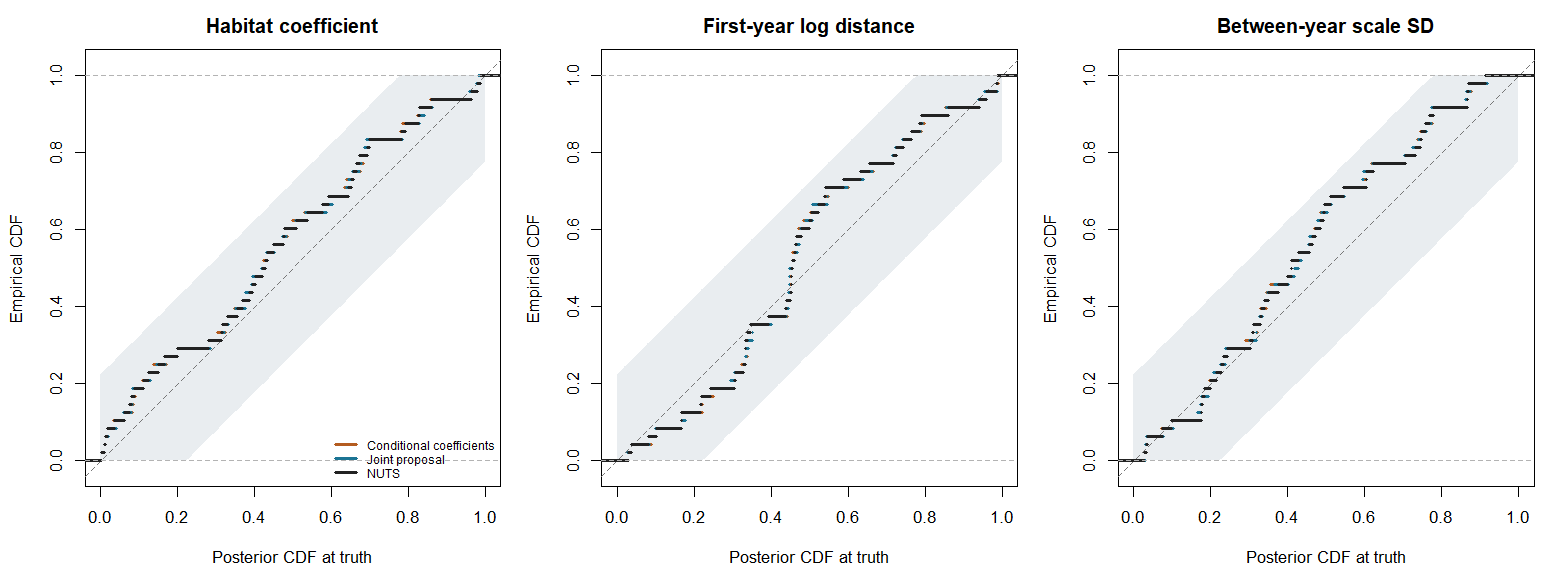 Habitat coefficient
Empirical CDF
1.0
0.8
0.6
0.4
0.2
0.0
Conditional coefficients
Joint proposal
NUTS
0.0 0.2 0.4 0.6 0.8 1.0
Posterior CDF at truth
First-year log distance
Empirical CDF
1.0
0.8
0.6
0.4
0.2
0.0
0.0 0.2 0.4 0.6 0.8 1.0
Posterior CDF at truth
Between-year scale SD
Empirical CDF
1.0
0.8
0.6
0.4
0.2
0.0
0.0 0.2 0.4 0.6 0.8 1.0
Posterior CDF at truth